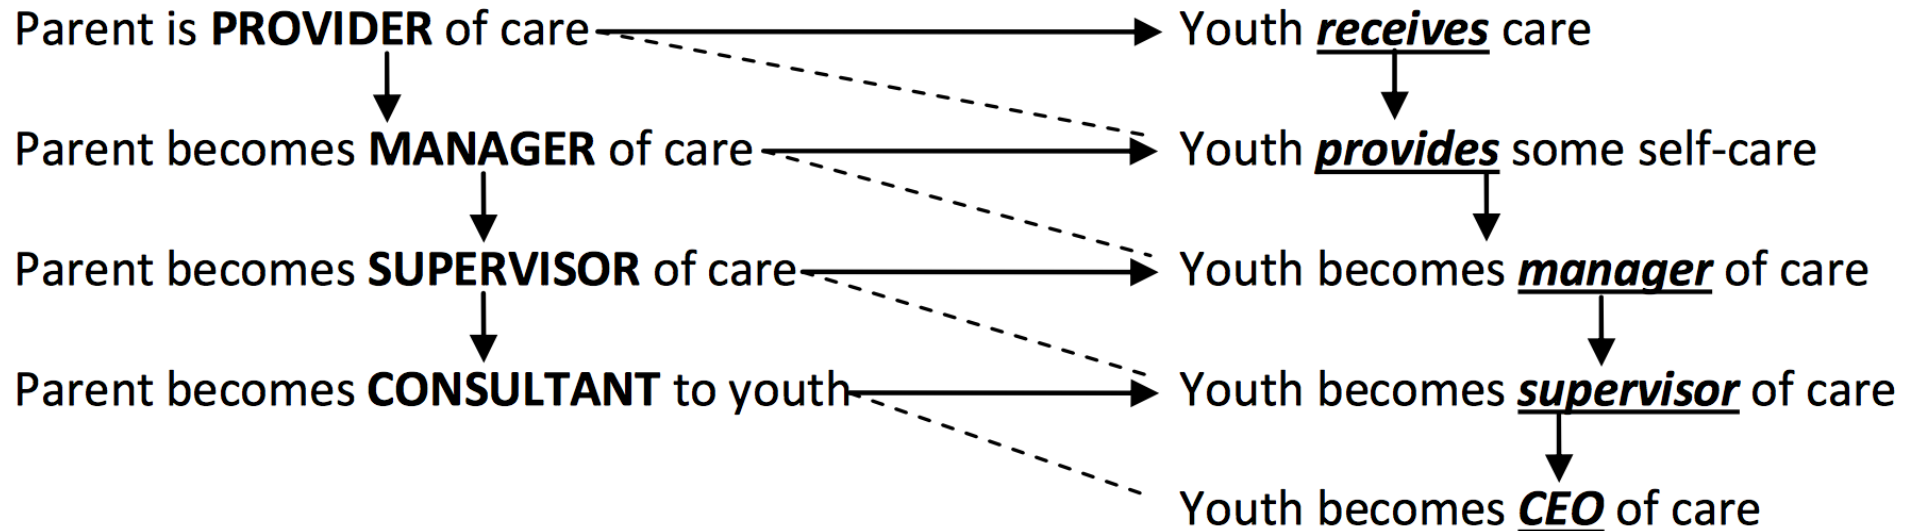 Parent is PROVIDER of care
Youth receives care
Parent becomes MANAGER of care
Youth provides some self-care
Parent becomes SUPERVISOR of care
Youth becomes manager of care
Parent becomes CONSULTANT to youth
Youth becomes supervisor of care
Youth becomes CEO of care